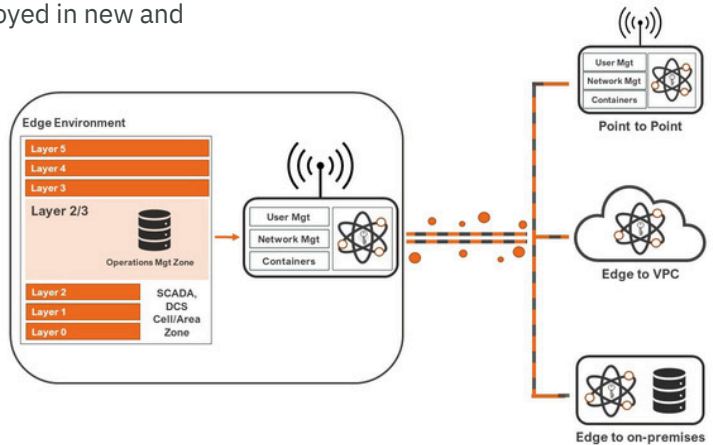 oyed in new and
Edge Environment
Layer 5
Layer 4
Layer 3
Layer 2/3
Operations Mgt Zone
Layer 2
Layer 1
Layer 0
SCADA,
DCS
Cell/Area
Zone
User Mgt
Network Mgt
Containers
User Mgt
Network Mgt
Containers
Point to Point
Edge to VPC
Edge to on-premises